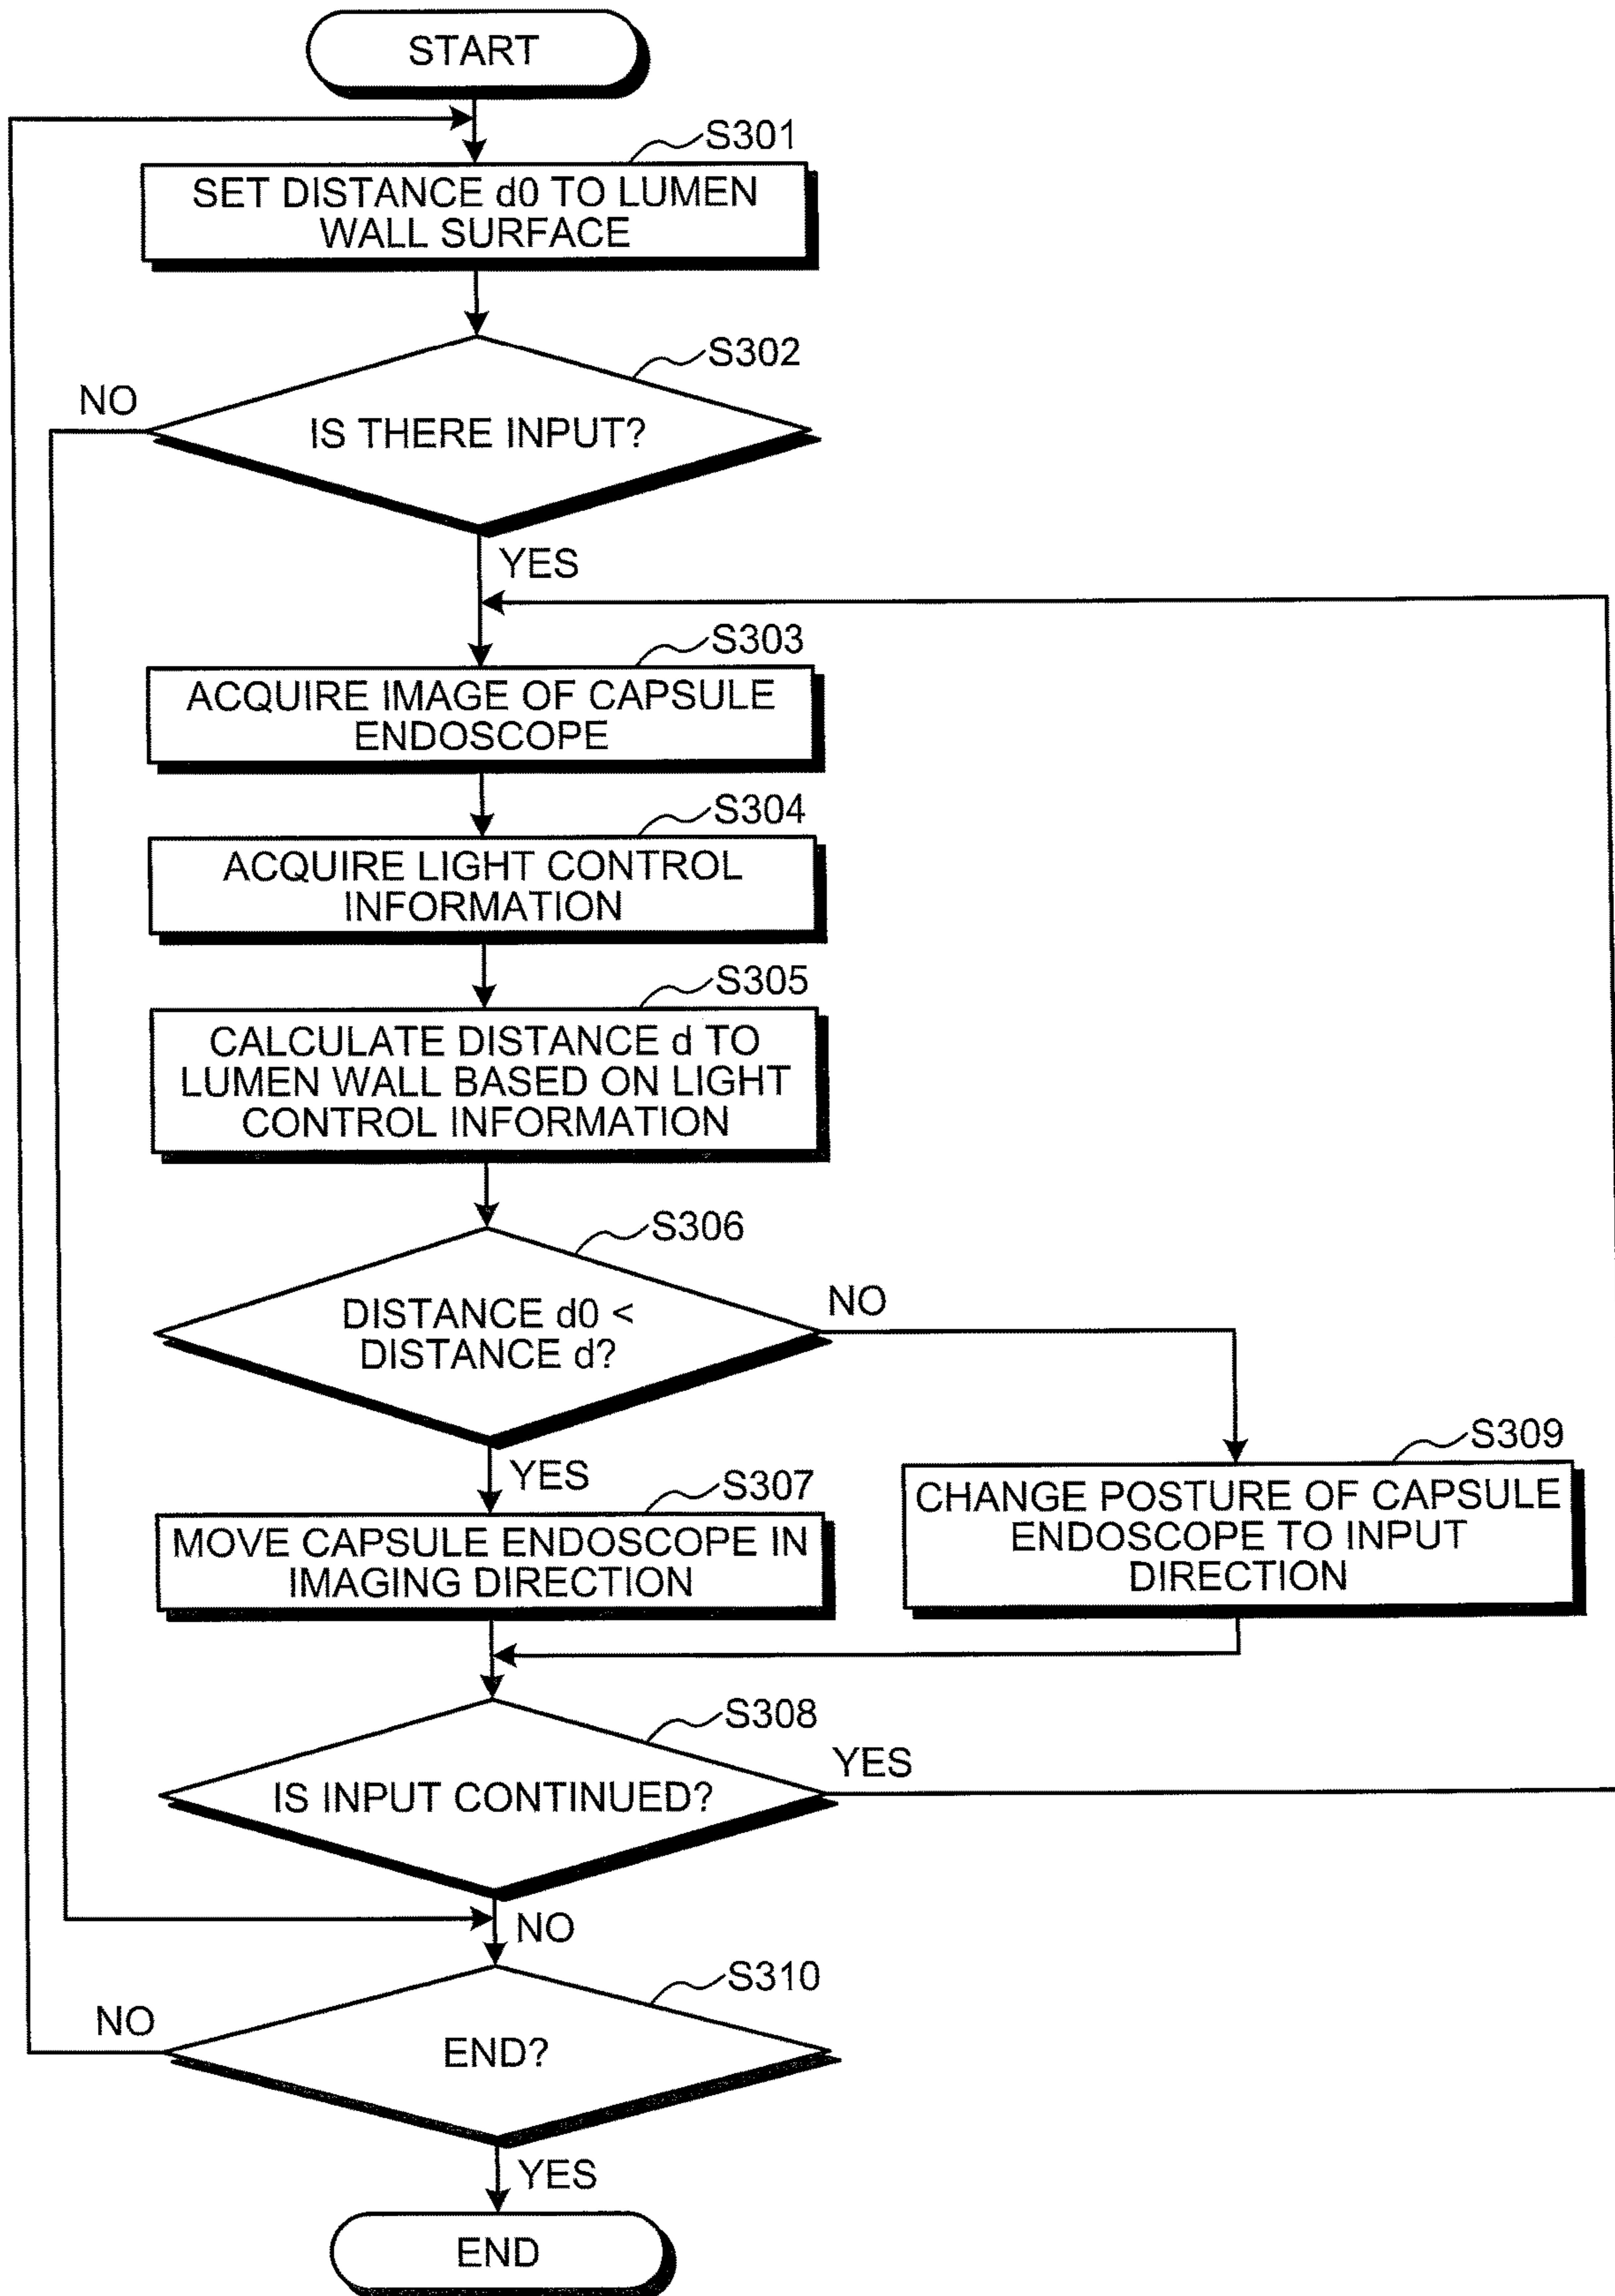 START
S301
SET DISTANCE d0 TO LUMEN
WALL SURFACE
S302
NO
IS THERE INPUT?
YES
S303
ACQUIRE IMAGE OF CAPSULE
ENDOSCOPE
S304
ACQUIRE LIGHT CONTROL
INFORMATION
S305
CALCULATE DISTANCE d TO
LUMEN WALL BASED ON LIGHT
CONTROL INFORMATION
S306
DISTANCE d0 <
DISTANCE d?
NO
YES
S307
MOVE CAPSULE ENDOSCOPE IN
IMAGING DIRECTION
S309
CHANGE POSTURE OF CAPSULE
ENDOSCOPE TO INPUT
DIRECTION
S308
IS INPUT CONTINUED?
YES
NO
S310
NO
END?
YES
END